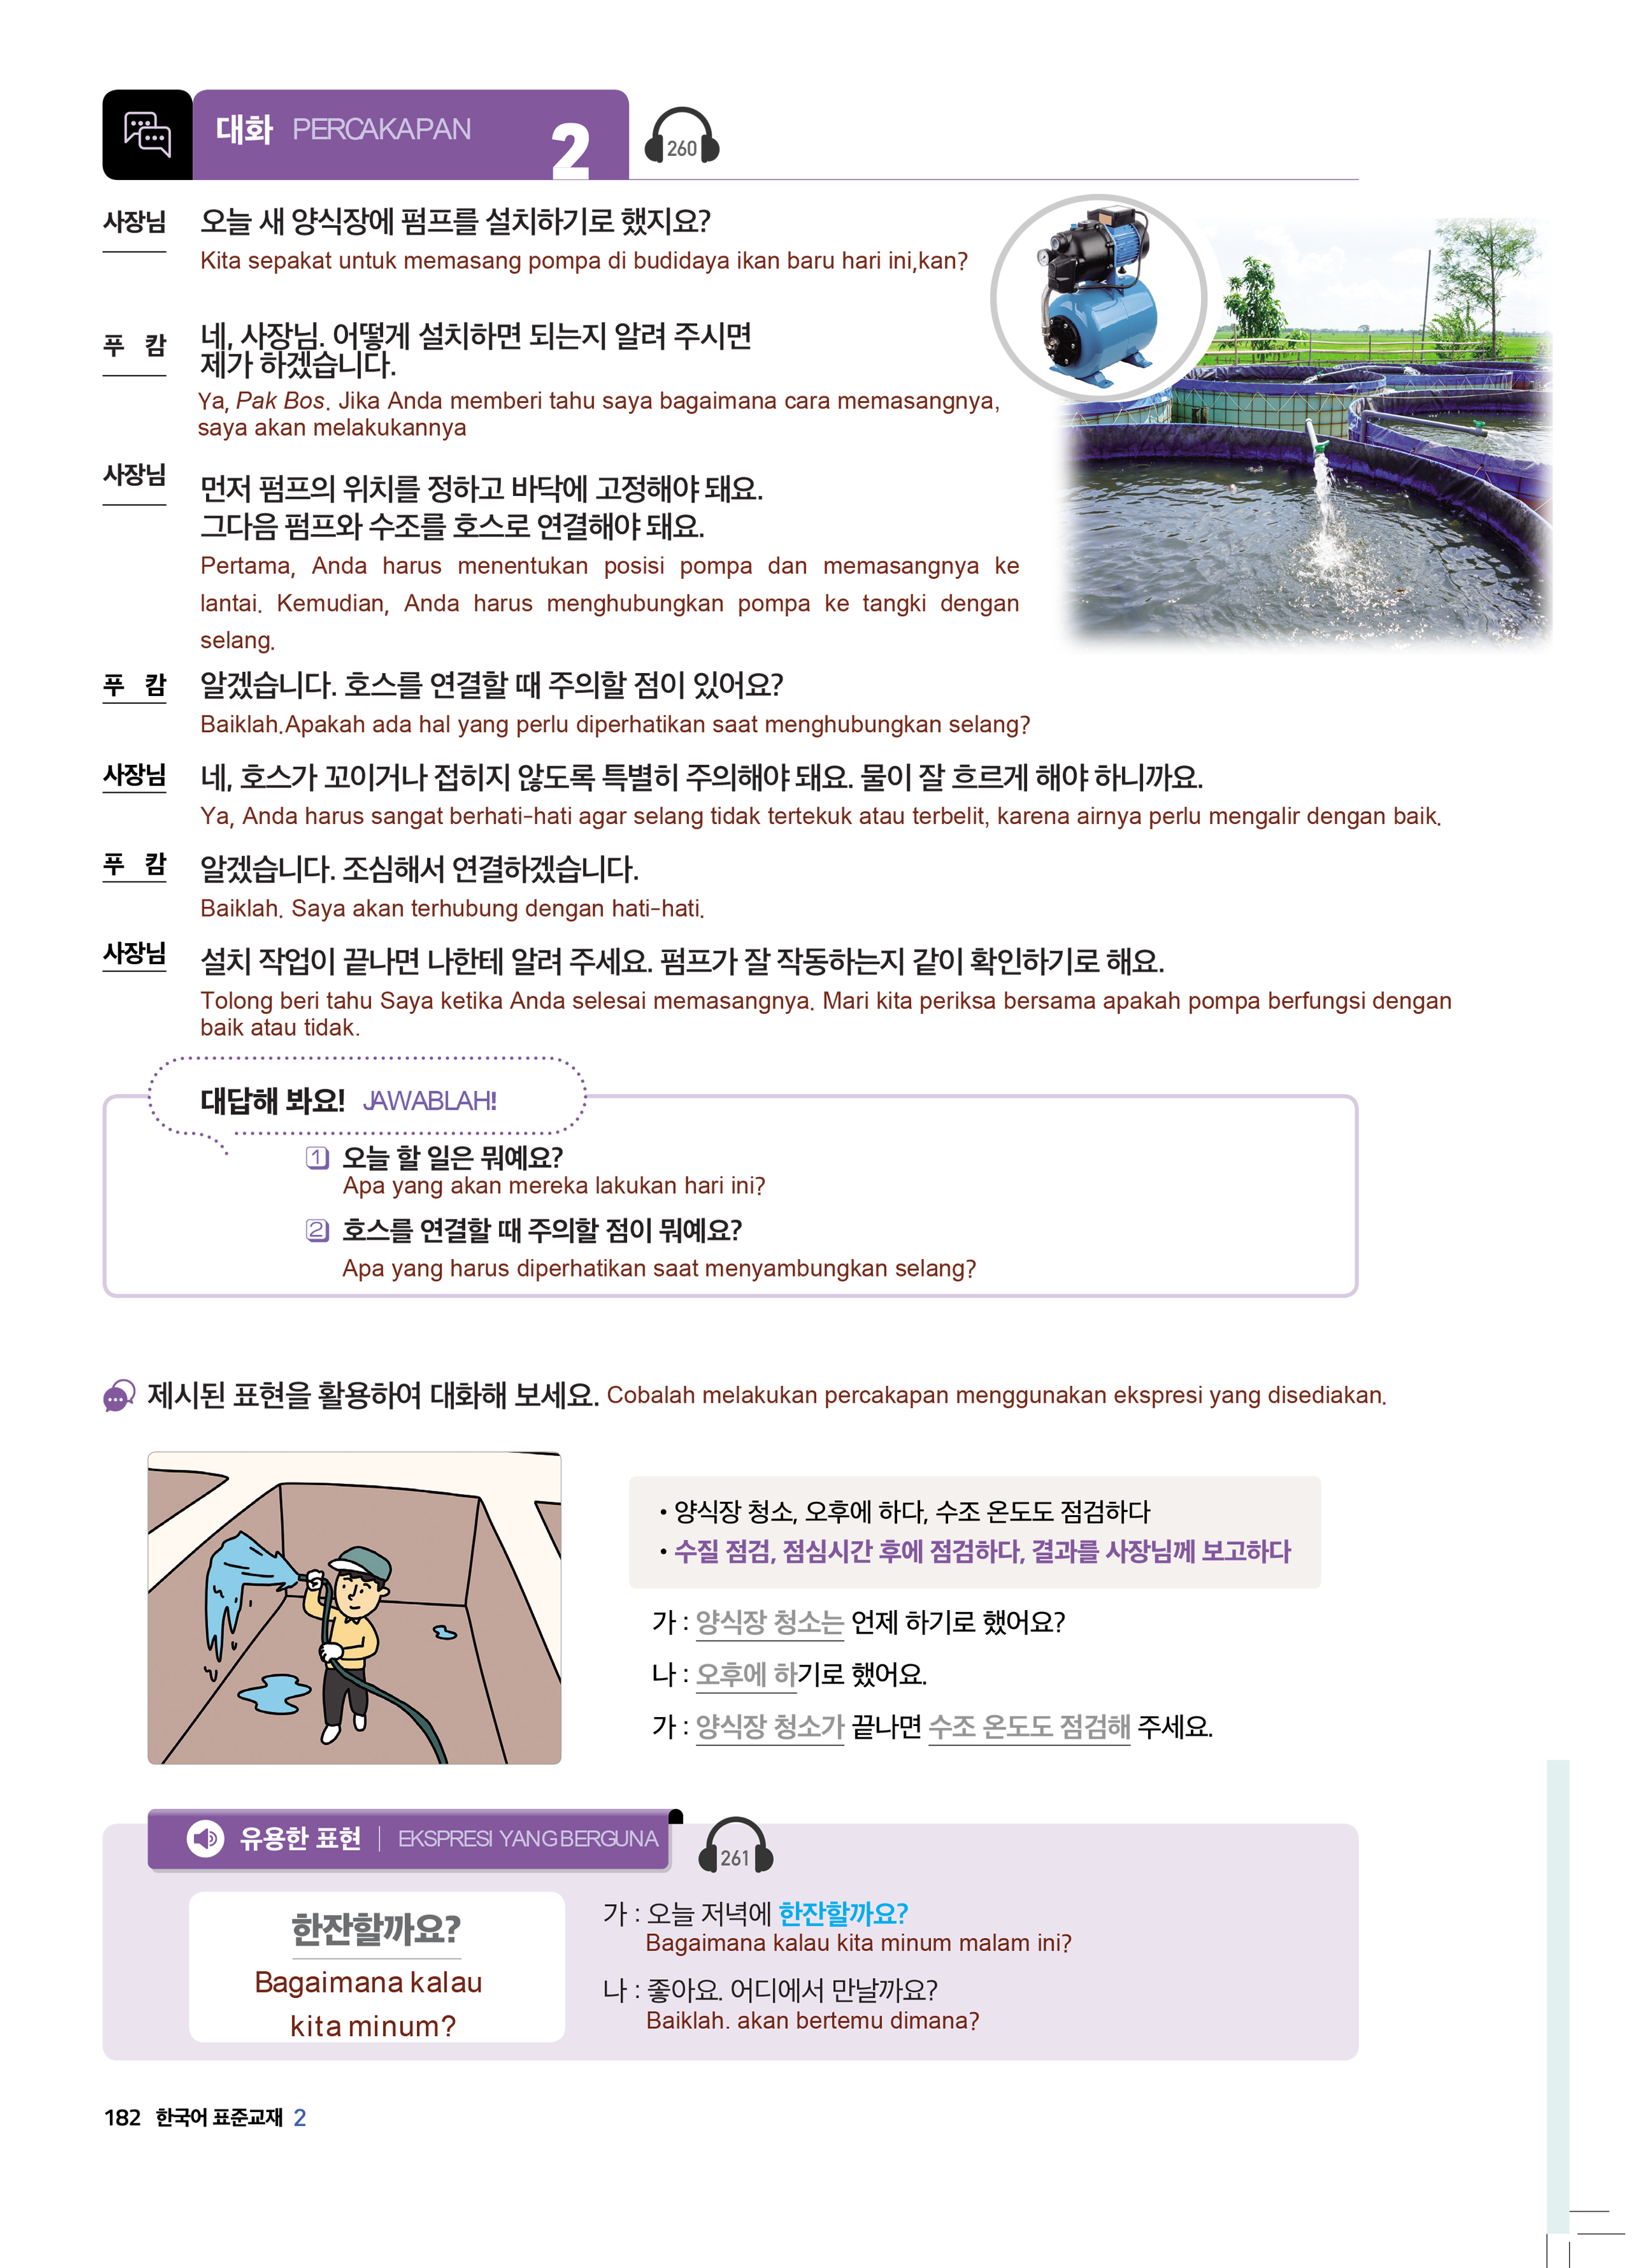 대화 PERCAKAPAN 2
260
사장님 오늘 새 양식장에 펌프를 설치하기로 했지요?
Kita sepakat untuk memasang pompa di budidaya ikan baru hari ini,kan?
푸 캄 네, 사장님. 어떻게 설치하면 되는지 알려 주시면
제가 하겠습니다.
Ya, Pak Bos. Jika Anda memberi tahu saya bagaimana cara memasangnya,
saya akan melakukannya
사장님 먼저 펌프의 위치를 정하고 바닥에 고정해야 돼요.
그다음 펌프와 수조를 호스로 연결해야 돼요.
Pertama, Anda harus menentukan posisi pompa dan memasangnya ke
lantai. Kemudian, Anda harus menghubungkan pompa ke tangki dengan
selang.
푸 캄 알겠습니다. 호스를 연결할 때 주의할 점이 있어요?
Baiklah.Apakah ada hal yang perlu diperhatikan saat menghubungkan selang?
사장님 네, 호스가 꼬이거나 접히지 않도록 특별히 주의해야 돼요. 물이 잘 흐르게 해야 하니까요.
Ya, Anda harus sangat berhati-hati agar selang tidak tertekuk atau terbelit, karena airnya perlu mengalir dengan baik.
푸 캄 알겠습니다. 조심해서 연결하겠습니다.
Baiklah. Saya akan terhubung dengan hati-hati.
사장님 설치 작업이 끝나면 나한테 알려 주세요. 펌프가 잘 작동하는지 같이 확인하기로 해요.
Tolong beri tahu Saya ketika Anda selesai memasangnya. Mari kita periksa bersama apakah pompa berfungsi dengan
baik atau tidak.
대답해 봐요! JAWABLAH!
1 오늘 할 일은 뭐예요?
Apa yang akan mereka lakukan hari ini?
2 호스를 연결할 때 주의할 점이 뭐예요?
Apa yang harus diperhatikan saat menyambungkan selang?
제시된 표현을 활용하여 대화해 보세요. Cobalah melakukan percakapan menggunakan ekspresi yang disediakan.
• 양식장 청소, 오후에 하다, 수조 온도도 점검하다
• 수질 점검, 점심시간 후에 점검하다, 결과를 사장님께 보고하다
가 : 양식장 청소는 언제 하기로 했어요?
나 : 오후에 하기로 했어요.
가 : 양식장 청소가 끝나면 수조 온도도 점검해 주세요.
유용한 표현 | EKSPRESI YANG BERGUNA
261
한잔할까요?
Bagaimana kalau
kita minum?
가 : 오늘 저녁에 한잔할까요?
Bagaimana kalau kita minum malam ini?
나 : 좋아요. 어디에서 만날까요?
Baiklah. akan bertemu dimana?
182 한국어 표준교재 2